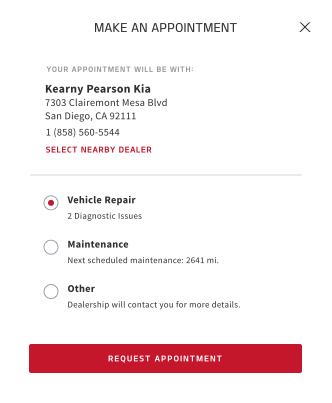 MAKE AN APPOINTMENT
YOUR APPOINTMENT WILL BE WITH:
Kearny Pearson Kia
7303 Clairemont Mesa Blvd
San Diego, CA 92111
1 (858) 560-5544
SELECT NEARBY DEALER
Vehicle Repair
2 Diagnostic Issues
Maintenance
Next scheduled maintenance: 2641 mi.
Other
Dealership will contact you for more details.
REQUEST APPOINTMENT